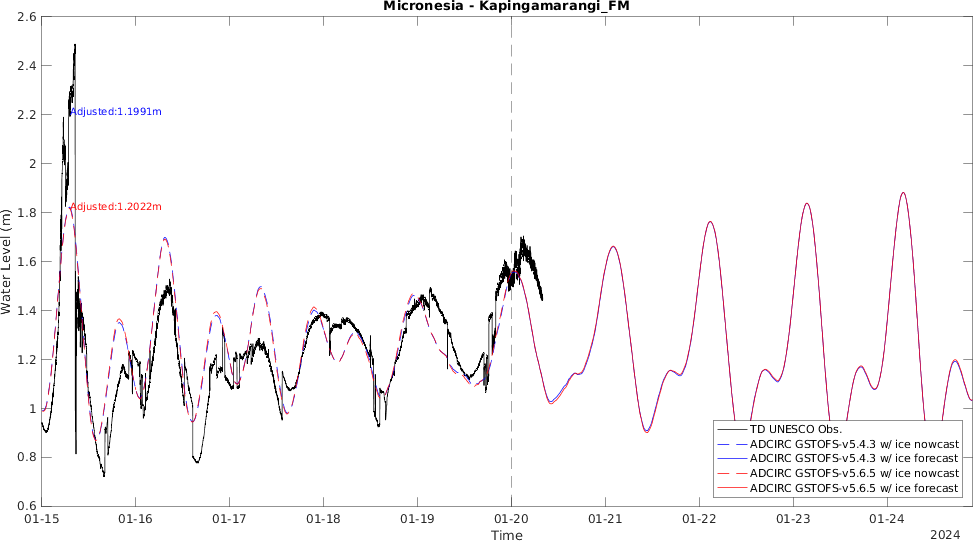 Micronesia - Kapingamarangi_FM
2.6
2.4
2.2
2
1.8
1.6
1.4
1.2
1
0.8
0.6
Water Level (m)
Adjusted:1.1991m
Adjusted:1.2022m
TD UNESCO Obs.
ADCIRC GSTOFS-v5.4.3 w/ ice nowcast
ADCIRC GSTOFS-v5.4.3 w/ ice forecast
ADCIRC GSTOFS-v5.6.5 w/ ice nowcast
ADCIRC GSTOFS-v5.6.5 w/ ice forecast
01-15 01-16 01-17 01-18 01-19 01-20 01-21 01-22 01-23 01-24
Time
2024